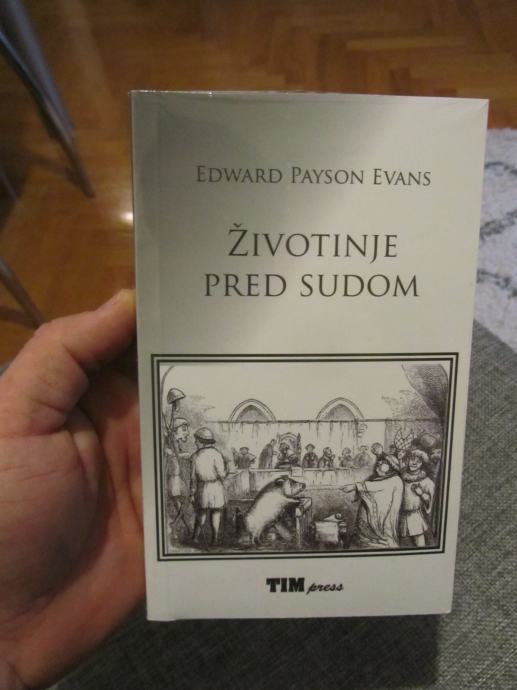 EDWARD PAYSON EVANS
ŽIVOTINJE
PRED SUDOM
TIM press